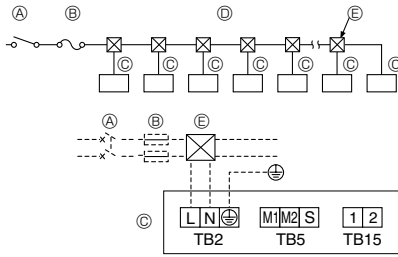 Ⓐ Ⓑ Ⓓ Ⓔ
Ⓒ Ⓒ Ⓒ Ⓒ Ⓒ Ⓒ Ⓒ
Ⓐ Ⓑ Ⓔ
Ⓒ L N M1 M2 S 1 2
TB2 TB5 TB15